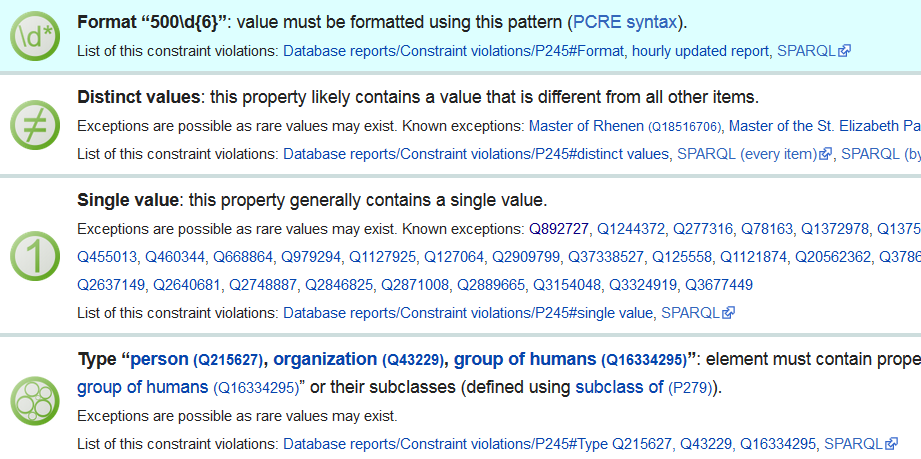 \d*
Format “500\d{6}”: value must be formatted using this pattern (PCRE syntax).
List of this constraint violations: Database reports/Constraint violations/P245#Format, hourly updated report, SPARQL
≠
Distinct values: this property likely contains a value that is different from all other items.
Exceptions are possible as rare values may exist. Known exceptions: Master of Rhenen (Q18516706), Master of the St. Elizabeth Pa
List of this constraint violations: Database reports/Constraint violations/P245#distinct values, SPARQL (every item), SPARQL (by
1
Single value: this property generally contains a single value.
Exceptions are possible as rare values may exist. Known exceptions: Q892727, Q1244372, Q277316, Q78163, Q1372978, Q1375
Q455013, Q460344, Q668864, Q979294, Q1127925, Q127064, Q2909799, Q37338527, Q125558, Q1121874, Q20562362, Q3786
Q2637149, Q2640681, Q2748887, Q2846825, Q2871008, Q2889665, Q3154048, Q3324919, Q3677449
List of this constraint violations: Database reports/Constraint violations/P245#single value, SPARQL
Type “person (Q215627), organization (Q43229), group of humans (Q16334295)”: element must contain prope
group of humans (Q16334295)” or their subclasses (defined using subclass of (P279)).
Exceptions are possible as rare values may exist.
List of this constraint violations: Database reports/Constraint violations/P245#Type Q215627, Q43229, Q16334295, SPARQL